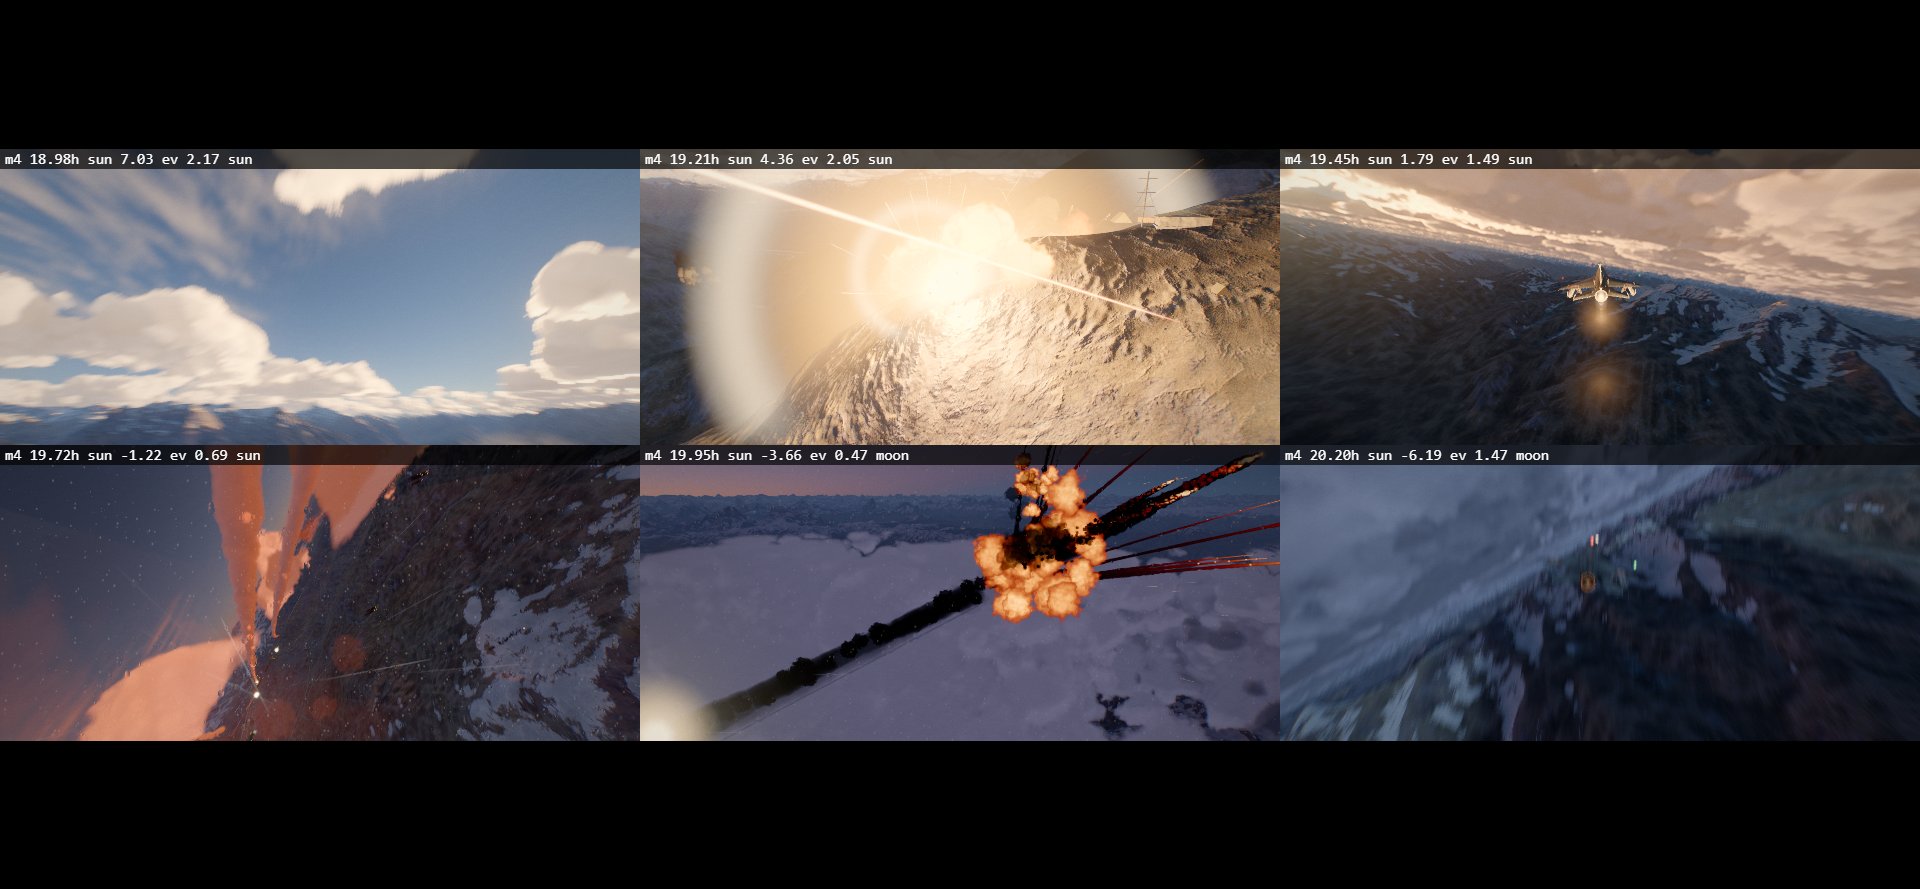 m4 18.98h sun 7.03 ev 2.17 sun
m4 19.21h sun 4.36 ev 2.05 sun
m4 19.45h sun 1.79 ev 1.49 sun
m4 19.72h sun -1.22 ev 0.69 sun
m4 19.95h sun -3.66 ev 0.47 moon
m4 20.20h sun -6.19 ev 1.47 moon